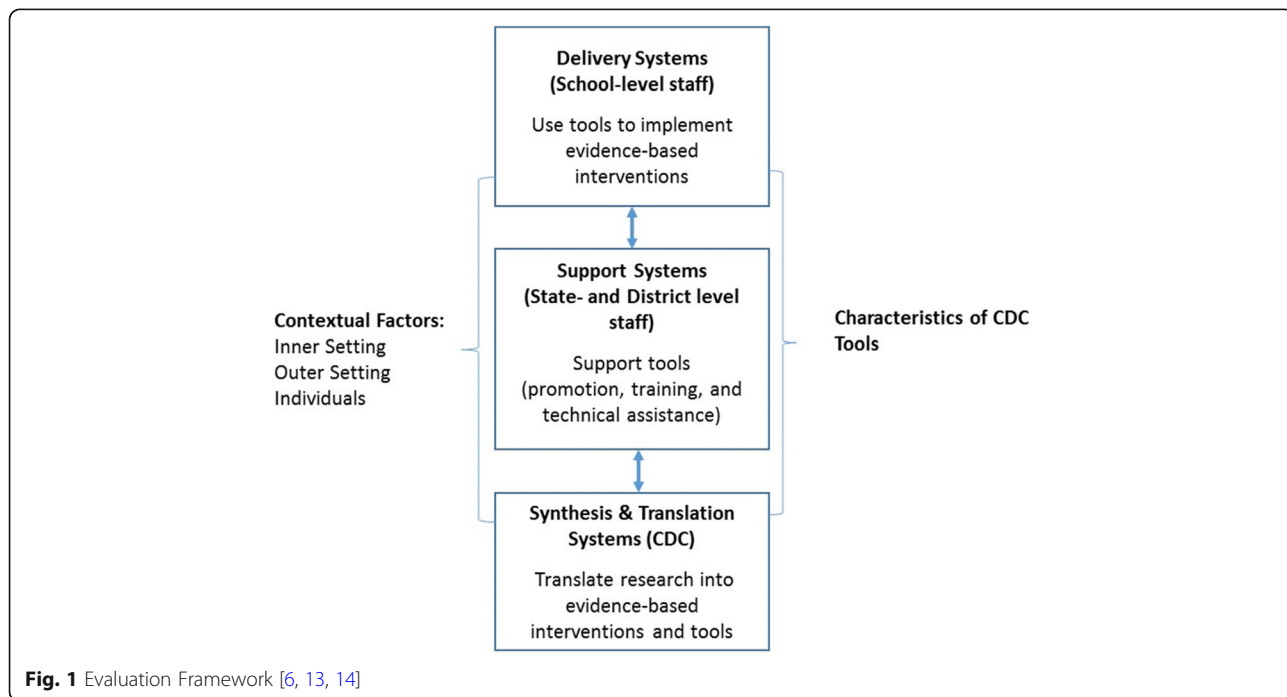 Delivery Systems
(School-level staff)
Use tools to implement
evidence-based
interventions
Support Systems
(State- and District level
staff)
Support tools
(promotion, training, and
technical assistance)
Synthesis & Translation
Systems (CDC)
Translate research into
evidence-based
interventions and tools
Contextual Factors:
Inner Setting
Outer Setting
Individuals
Characteristics of CDC
Tools
Fig. 1 Evaluation Framework [6, 13, 14]